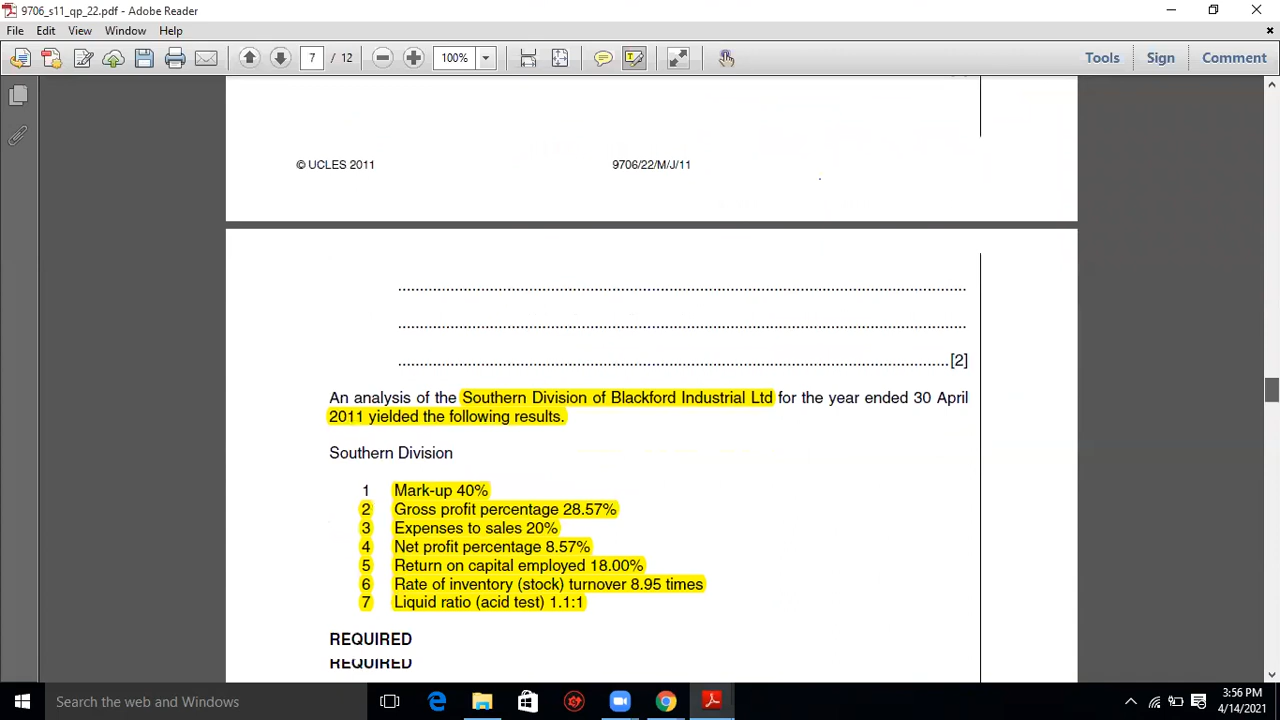 9706_s11_qp_22.pdf - Adobe Reader
File Edit View Window Help
7 / 12 100% Tools Sign Comment
© UCLES 2011 9706/22/M/J/11
..........................................................................................................................
..........................................................................................................................
......................................................................................................................[2]
An analysis of the Southern Division of Blackford Industrial Ltd for the year ended 30 April
2011 yielded the following results.
Southern Division
1 Mark-up 40%
2 Gross profit percentage 28.57%
3 Expenses to sales 20%
4 Net profit percentage 8.57%
5 Return on capital employed 18.00%
6 Rate of inventory (stock) turnover 8.95 times
7 Liquid ratio (acid test) 1.1:1
REQUIRED
REQUIRED
Search the web and Windows
3:56 PM
4/14/2021